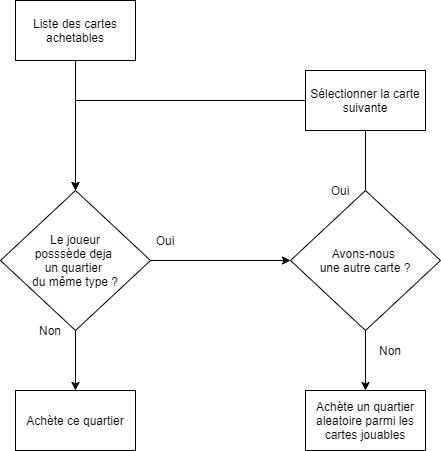 Liste des cartes
achetables
Sélectionner la carte
suivante
Le joueur
posssède deja
un quartier
du même type ?
Oui
Oui
Avons-nous
une autre carte ?
Non
Non
Achète ce quartier
Achète un quartier
aleatoire parmi les
cartes jouables